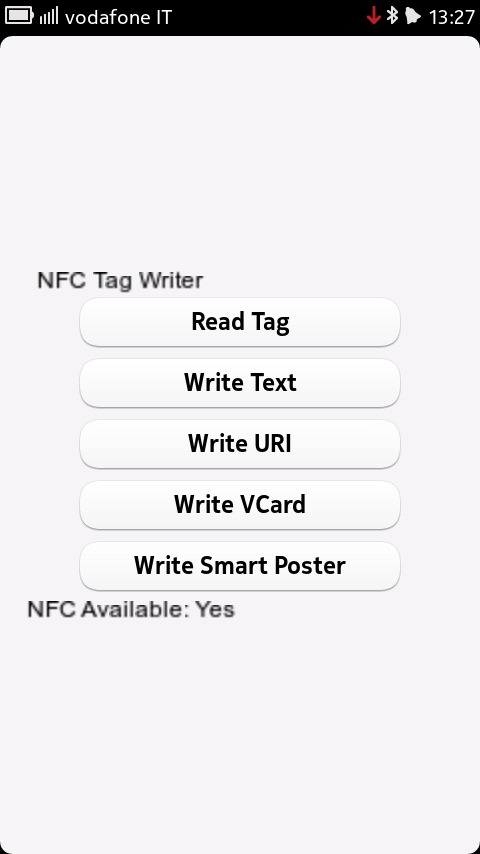 vodafone IT 13:27
NFC Tag Writer
Read Tag
Write Text
Write URI
Write VCard
Write Smart Poster
NFC Available: Yes